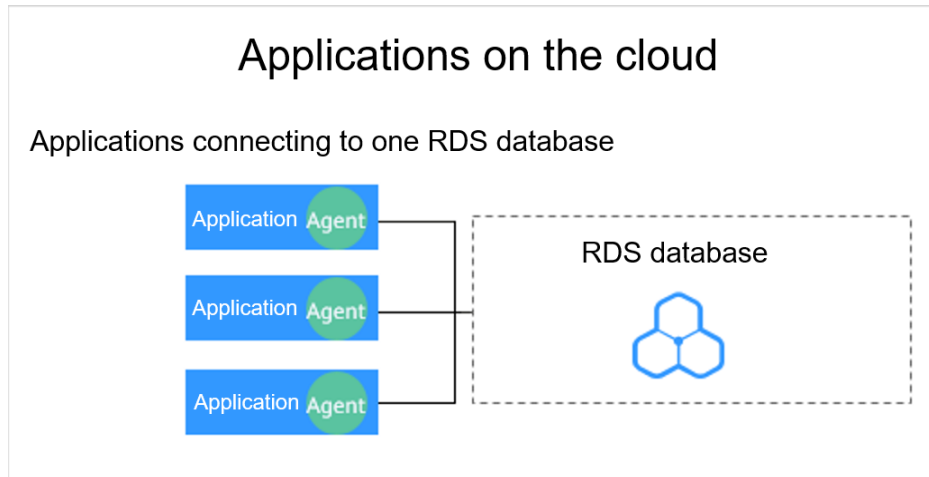 Applications on the cloud
Applications connecting to one RDS database
Application Agent
RDS database
Application Agent
Application Agent